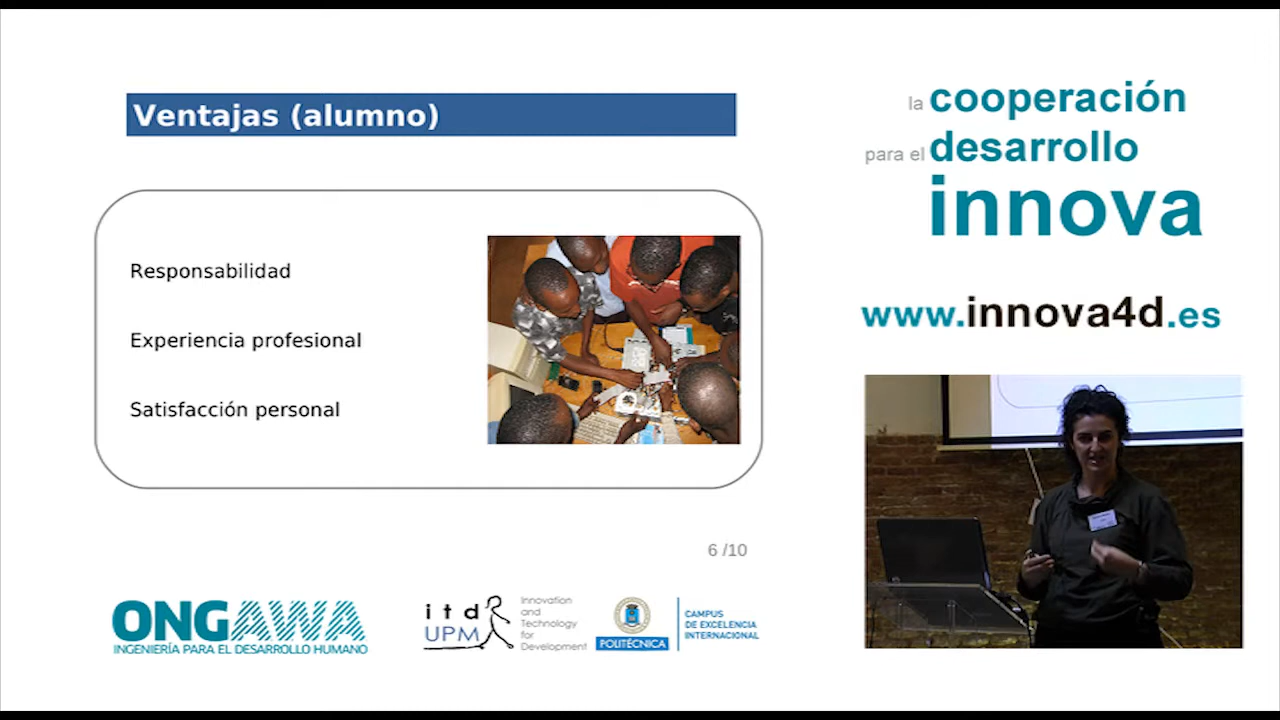 Ventajas (alumno)
Responsabilidad
Experiencia profesional
Satisfacción personal
6 /10
ONGAWA
INGENIERÍA PARA EL DESARROLLO HUMANO
itd
UPM
Innovation
and
Technology
for
Development
POLITÉCNICA
CAMPUS
DE EXCELENCIA
INTERNACIONAL
la cooperación
para el desarrollo
innova
www.innova4d.es